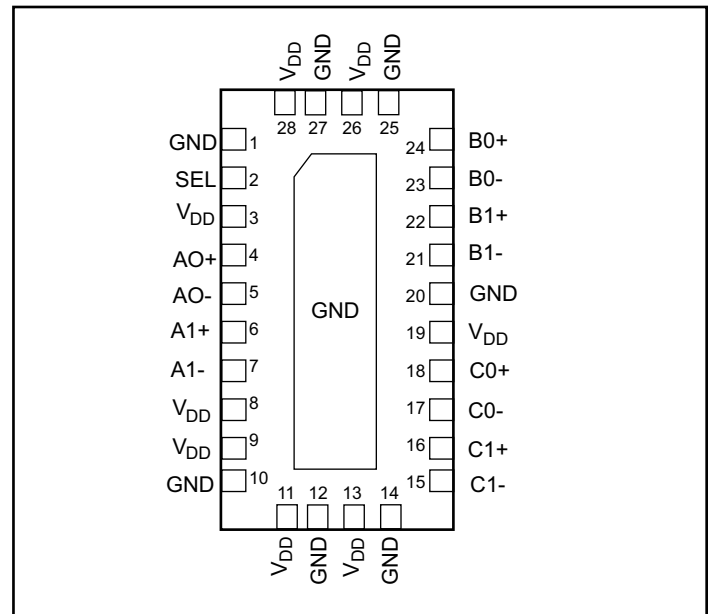 VDD GND VDD GND
28 27 26 25
GND 1
SEL 2
VDD 3
AO+ 4
AO- 5
A1+ 6
A1- 7
VDD 8
VDD 9
GND 10
GND
24 B0+
23 B0-
22 B1+
21 B1-
20 GND
19 VDD
18 C0+
17 C0-
16 C1+
15 C1-
11 12 13 14
VDD GND VDD GND